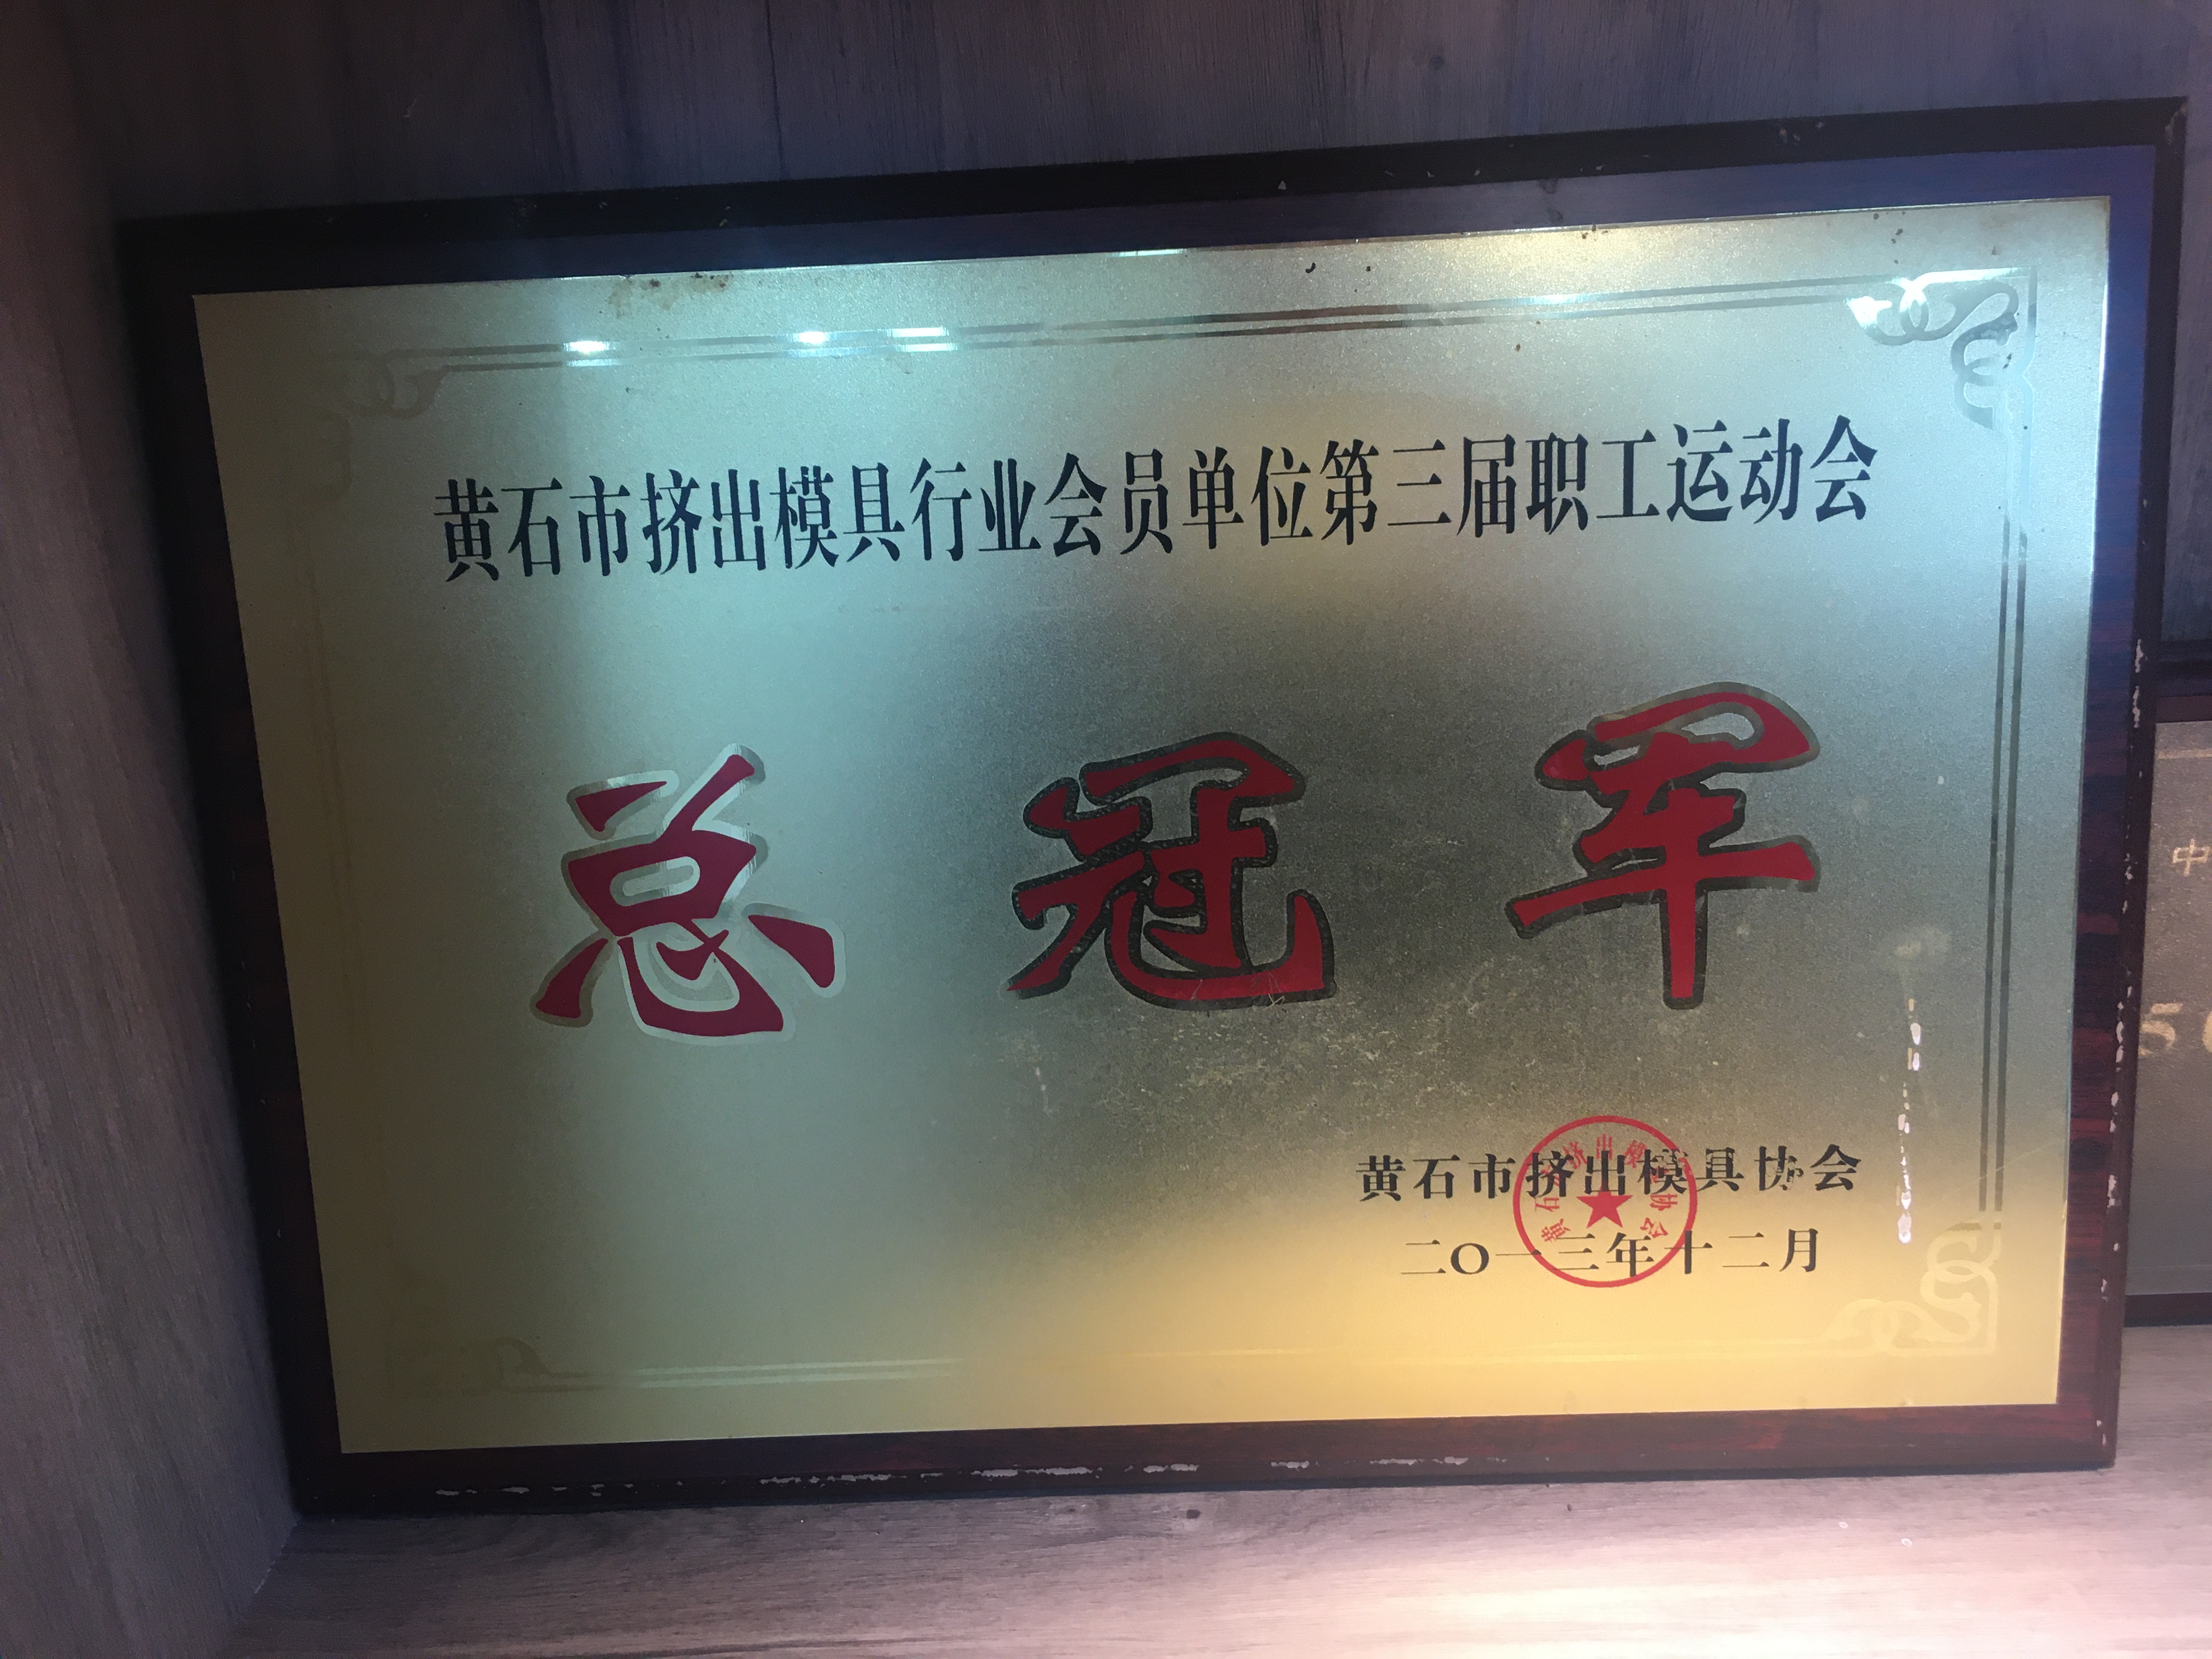 黄石市挤出模具行业会员单位第三届职工运动会
总冠军
黄石市挤出模具协会
二〇一三年十二月
中